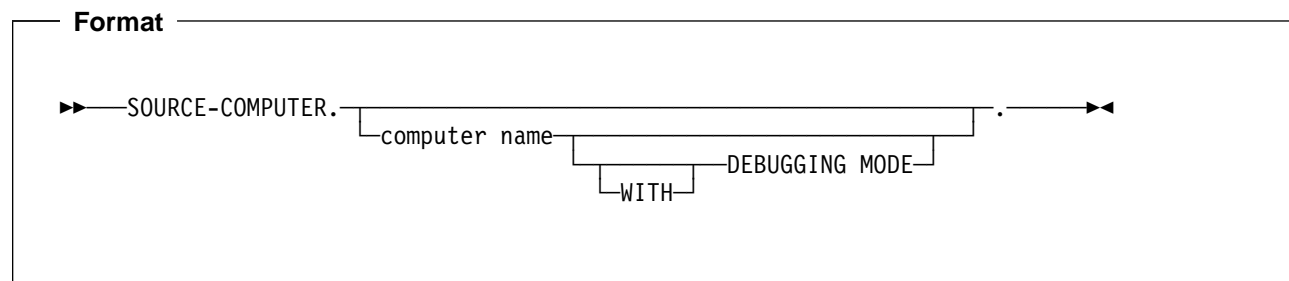 Format
SOURCE-COMPUTER. .
computer name
DEBUGGING MODE
WITH